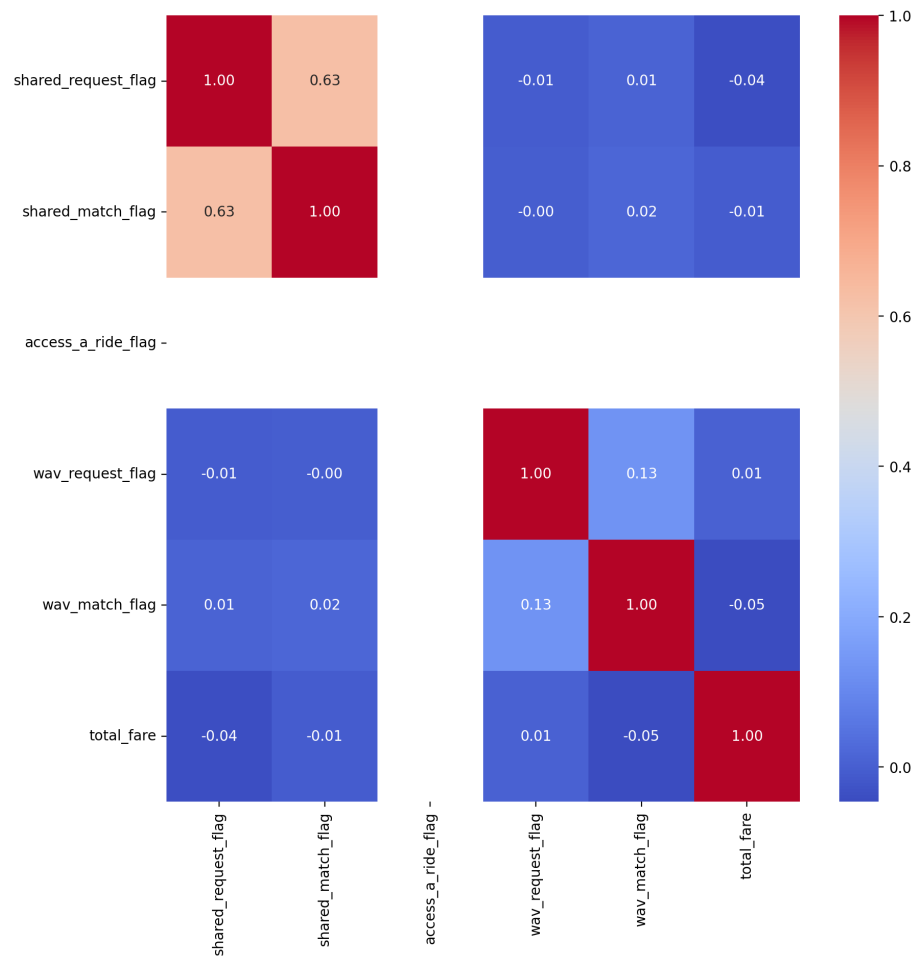 shared_request_flag 1.00 0.63 -0.01 0.01 -0.04
shared_match_flag 0.63 1.00 -0.00 0.02 -0.01
access_a_ride_flag
wav_request_flag -0.01 -0.00 1.00 0.13 0.01
wav_match_flag 0.01 0.02 0.13 1.00 -0.05
total_fare -0.04 -0.01 0.01 -0.05 1.00
shared_request_flag
shared_match_flag
access_a_ride_flag
wav_request_flag
wav_match_flag
total_fare
1.0
0.8
0.6
0.4
0.2
0.0